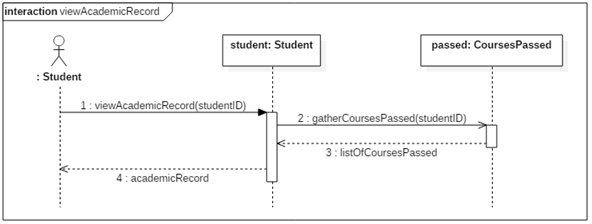 interaction viewAcademicRecord
student: Student
passed: CoursesPassed
: Student
1 : viewAcademicRecord(studentID)
2 : gatherCoursesPassed(studentID)
3 : listOfCoursesPassed
4 : academicRecord